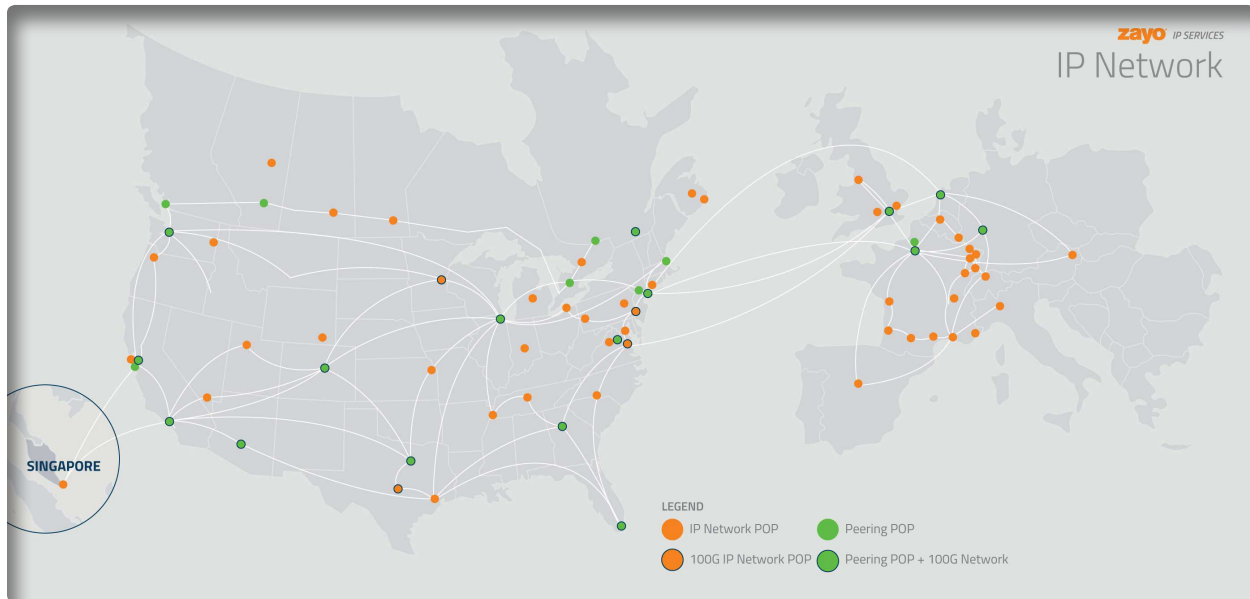 zayo IP SERVICES
IP Network
SINGAPORE
LEGEND
IP Network POP
Peering POP
100G IP Network POP
Peering POP + 100G Network